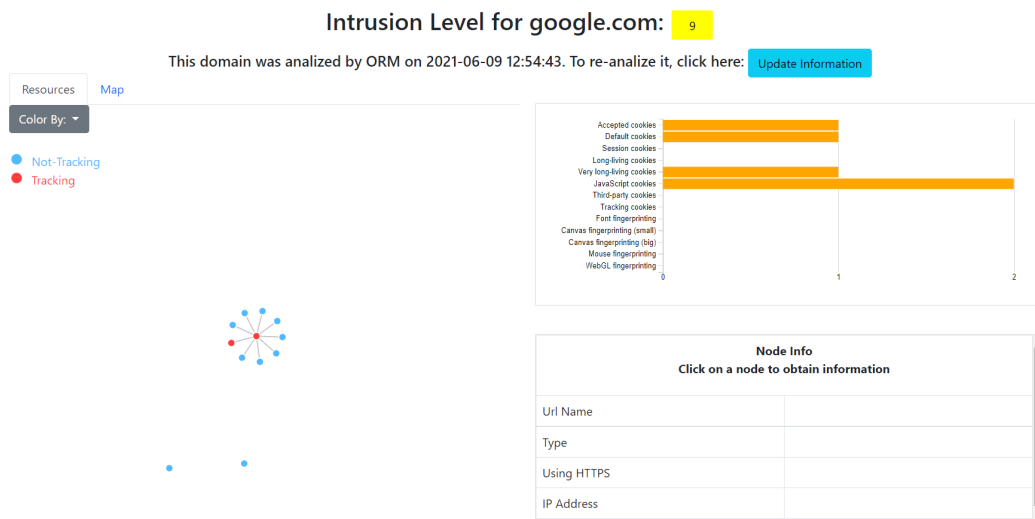 Intrusion Level for google.com: 9
This domain was analized by ORM on 2021-06-09 12:54:43. To re-analize it, click here: Update Information
Resources Map
Color By:
Not-Tracking
Tracking
Accepted cookies
Default cookies
Session cookies
Long-living cookies
Very long-living cookies
JavaScript cookies
Third-party cookies
Tracking cookies
Font fingerprinting
Canvas fingerprinting (small)
Canvas fingerprinting (big)
Mouse fingerprinting
WebGL fingerprinting
0 1 2
Node Info
Click on a node to obtain information
Url Name
Type
Using HTTPS
IP Address